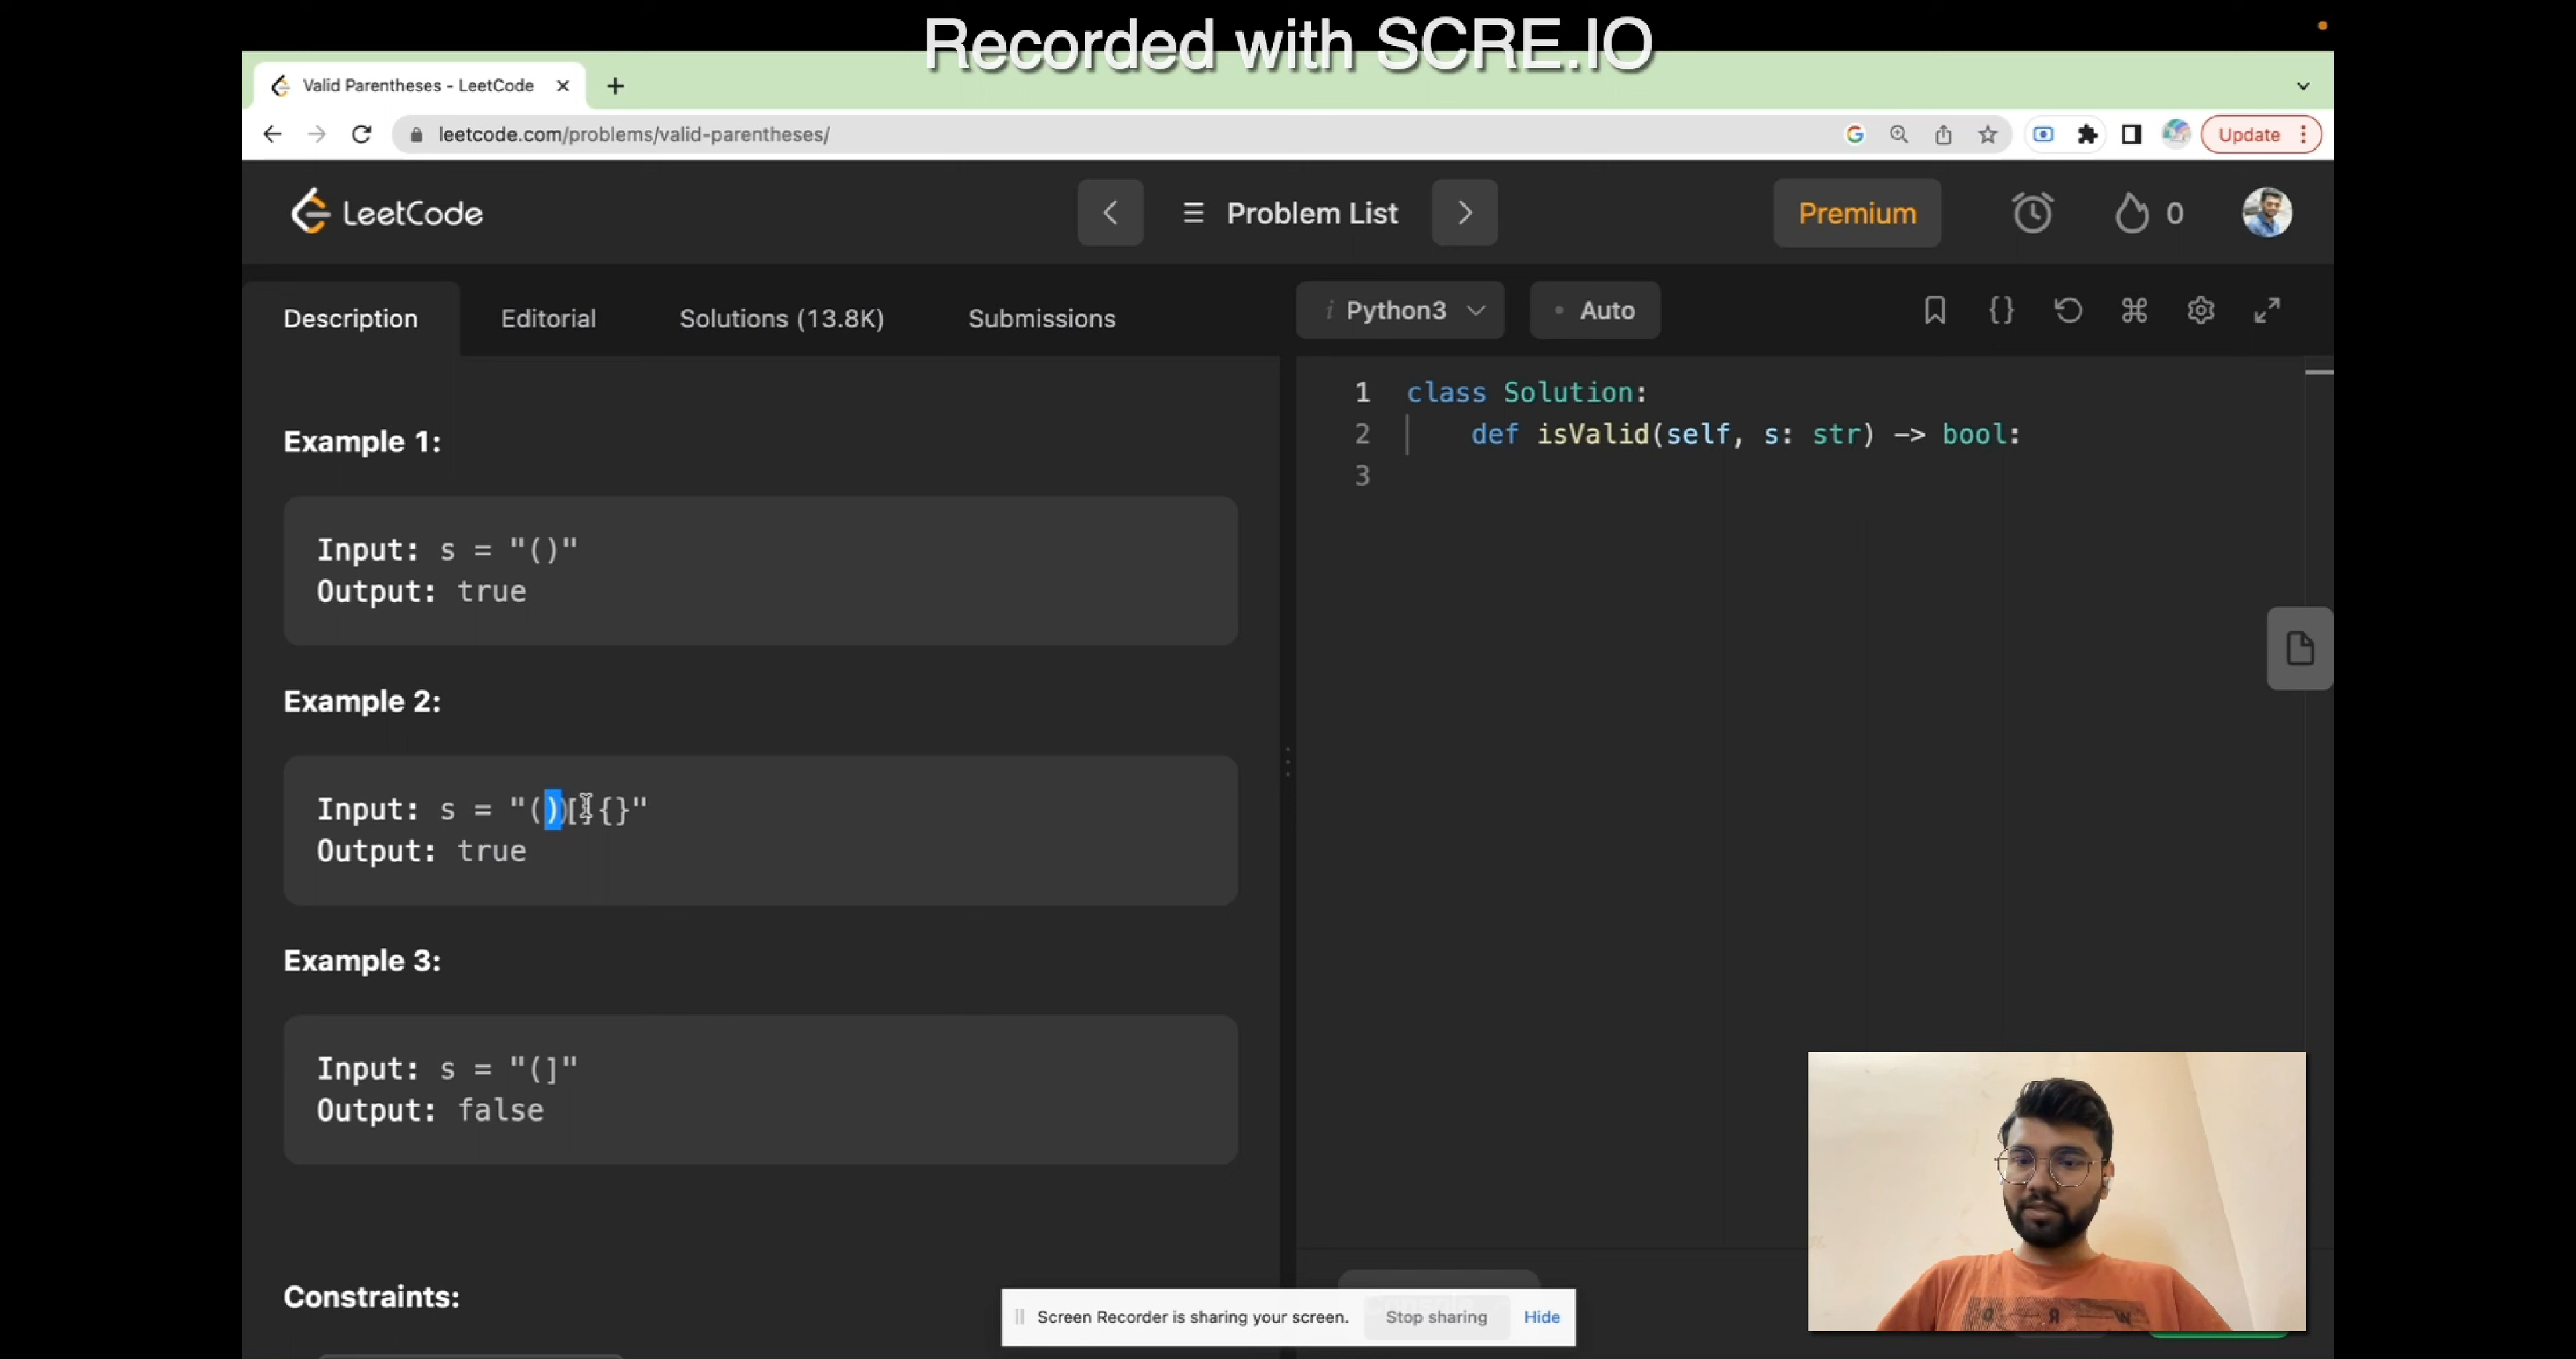 Recorded with SCRE.IO
Valid Parentheses - LeetCode
leetcode.com/problems/valid-parentheses/
Update
LeetCode
Problem List
Premium
0
Description
Editorial
Solutions (13.8K)
Submissions
i Python3
Auto
Example 1:
Input: s = "()"
Output: true
Example 2:
Input: s = "()[]{}"
Output: true
Example 3:
Input: s = "(]"
Output: false
Constraints:
1 class Solution:
2 def isValid(self, s: str) -> bool:
3
Screen Recorder is sharing your screen.
Stop sharing
Hide